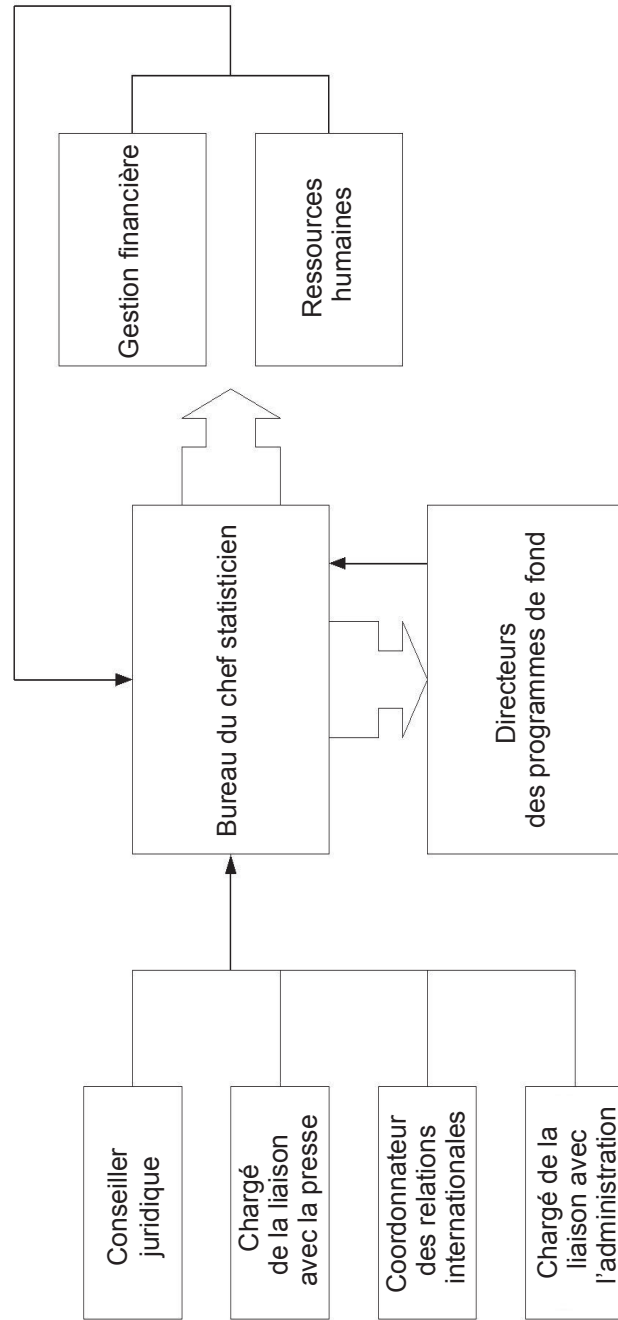 Conseiller
juridique
Chargé
de la liaison
avec la presse
Coordonnateur
des relations
internationales
Chargé de la
liaison avec
l’administration
Bureau du chef statisticien
Directeurs
des programmes de fond
Gestion financière
Ressources
humaines